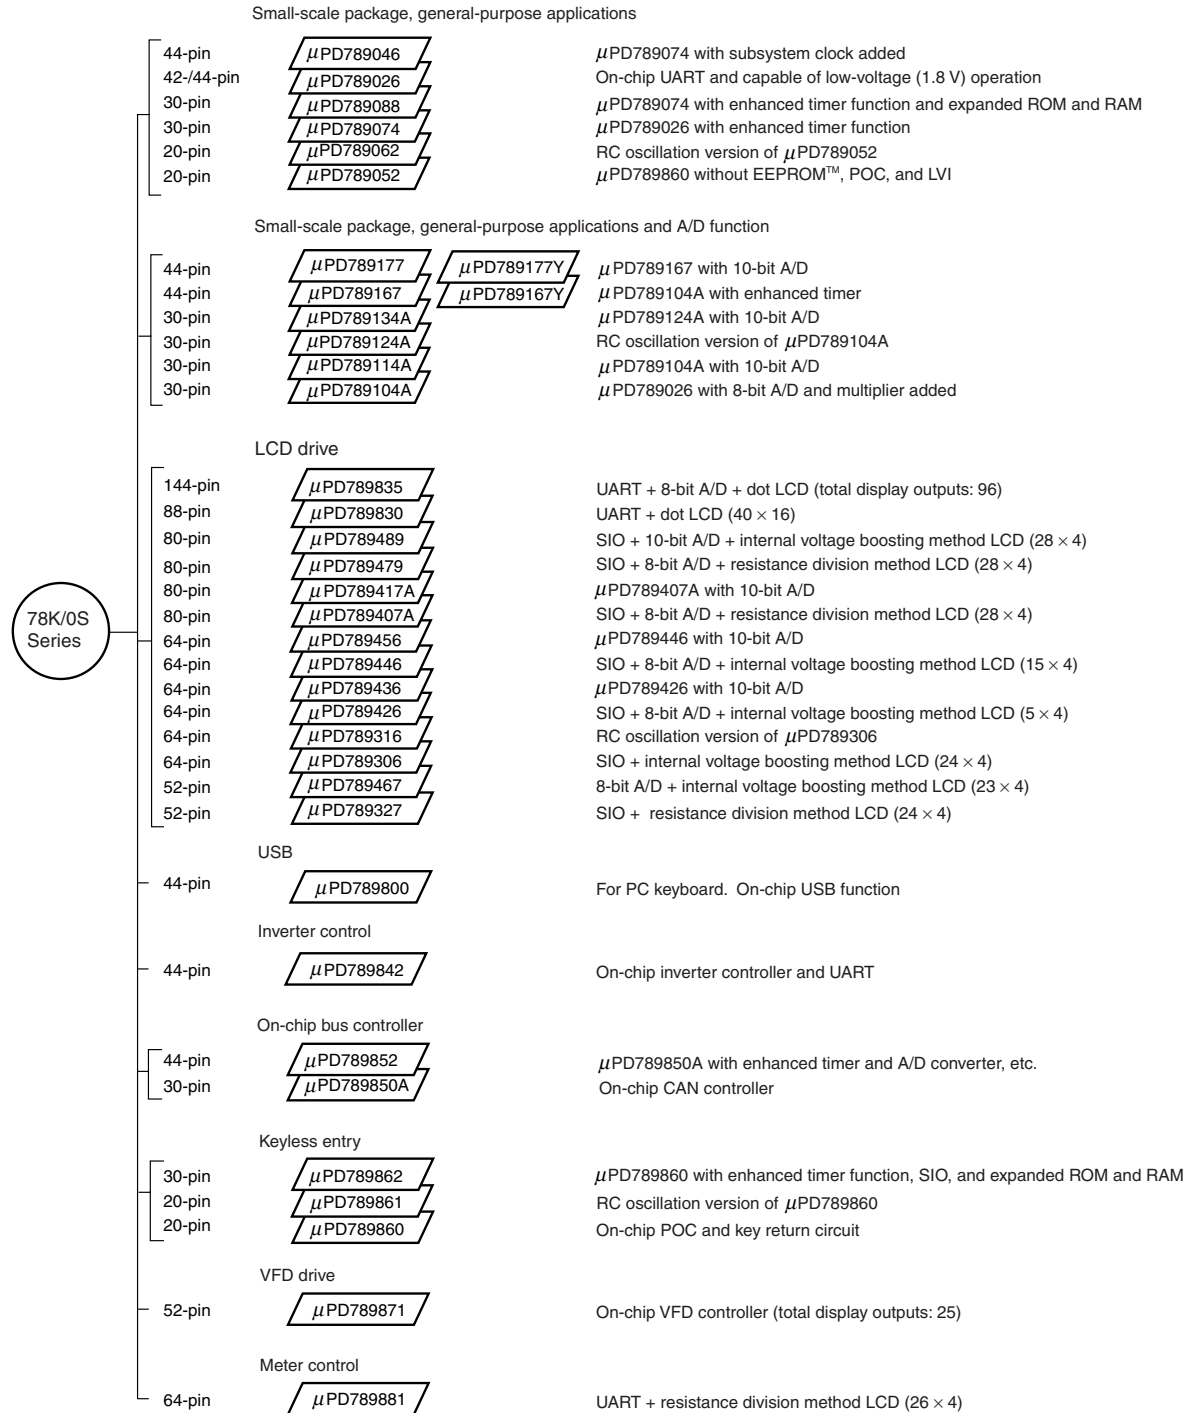 Small-scale package, general-purpose applications
44-pin μPD789046 μPD789074 with subsystem clock added
42-/44-pin μPD789026 On-chip UART and capable of low-voltage (1.8 V) operation
30-pin μPD789088 μPD789074 with enhanced timer function and expanded ROM and RAM
30-pin μPD789074 μPD789026 with enhanced timer function
20-pin μPD789062 RC oscillation version of μPD789052
20-pin μPD789052 μPD789860 without EEPROM™, POC, and LVI
Small-scale package, general-purpose applications and A/D function
44-pin μPD789177 μPD789177Y μPD789167 with 10-bit A/D
44-pin μPD789167 μPD789167Y μPD789104A with enhanced timer
30-pin μPD789134A μPD789124A with 10-bit A/D
30-pin μPD789124A RC oscillation version of μPD789104A
30-pin μPD789114A μPD789104A with 10-bit A/D
30-pin μPD789104A μPD789026 with 8-bit A/D and multiplier added
LCD drive
144-pin μPD789835 UART + 8-bit A/D + dot LCD (total display outputs: 96)
88-pin μPD789830 UART + dot LCD (40 × 16)
80-pin μPD789489 SIO + 10-bit A/D + internal voltage boosting method LCD (28 × 4)
80-pin μPD789479 SIO + 8-bit A/D + resistance division method LCD (28 × 4)
80-pin μPD789417A μPD789407A with 10-bit A/D
80-pin μPD789407A SIO + 8-bit A/D + resistance division method LCD (28 × 4)
78K/0S
Series
64-pin μPD789456 μPD789446 with 10-bit A/D
64-pin μPD789446 SIO + 8-bit A/D + internal voltage boosting method LCD (15 × 4)
64-pin μPD789436 μPD789426 with 10-bit A/D
64-pin μPD789426 SIO + 8-bit A/D + internal voltage boosting method LCD (5 × 4)
64-pin μPD789316 RC oscillation version of μPD789306
64-pin μPD789306 SIO + internal voltage boosting method LCD (24 × 4)
52-pin μPD789467 8-bit A/D + internal voltage boosting method LCD (23 × 4)
52-pin μPD789327 SIO + resistance division method LCD (24 × 4)
USB
44-pin μPD789800 For PC keyboard. On-chip USB function
Inverter control
44-pin μPD789842 On-chip inverter controller and UART
On-chip bus controller
44-pin μPD789852 μPD789850A with enhanced timer and A/D converter, etc.
30-pin μPD789850A On-chip CAN controller
Keyless entry
30-pin μPD789862 μPD789860 with enhanced timer function, SIO, and expanded ROM and RAM
20-pin μPD789861 RC oscillation version of μPD789860
20-pin μPD789860 On-chip POC and key return circuit
VFD drive
52-pin μPD789871 On-chip VFD controller (total display outputs: 25)
Meter control
64-pin μPD789881 UART + resistance division method LCD (26 × 4)